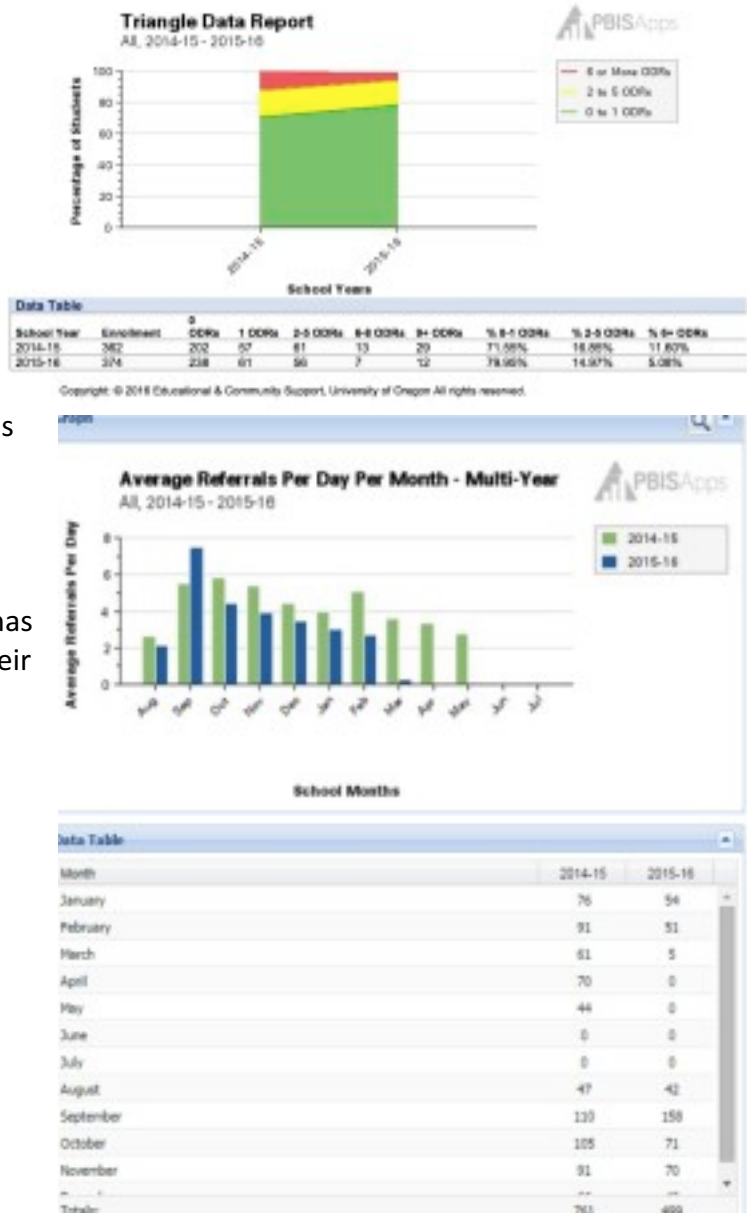 Triangle Data Report
All, 2014-15 - 2015-16
PBISApps
6 or More ODRs
2 to 5 ODRs
0 to 1 ODRs
Percentage of Students
100
80
60
40
20
0
2014-15
2015-16
School Years
Data Table
School Year Enrollment 0 ODRs 1 ODRs 2-5 ODRs 6-8 ODRs 9+ ODRs % 0-1 ODRs % 2-5 ODRs % 6+ ODRs
2014-15 362 202 57 61 13 29 71.55% 16.85% 11.60%
2015-16 374 238 61 56 7 12 79.95% 14.97% 5.08%
Copyright: © 2016 Educational & Community Support, University of Oregon All rights reserved.
s
Graph
Average Referrals Per Day Per Month - Multi-Year
All, 2014-15 - 2015-16
PBISApps
2014-15
2015-16
Average Referrals Per Day
8
6
4
2
0
Aug Sep Oct Nov Dec Jan Feb Mar Apr May Jun Jul
School Months
nas
eir
Data Table
Month 2014-15 2015-16
January 76 54
February 91 51
March 61 5
April 70 0
May 44 0
June 0 0
July 0 0
August 47 42
September 110 158
October 105 71
November 91 70
Totals: 761 499